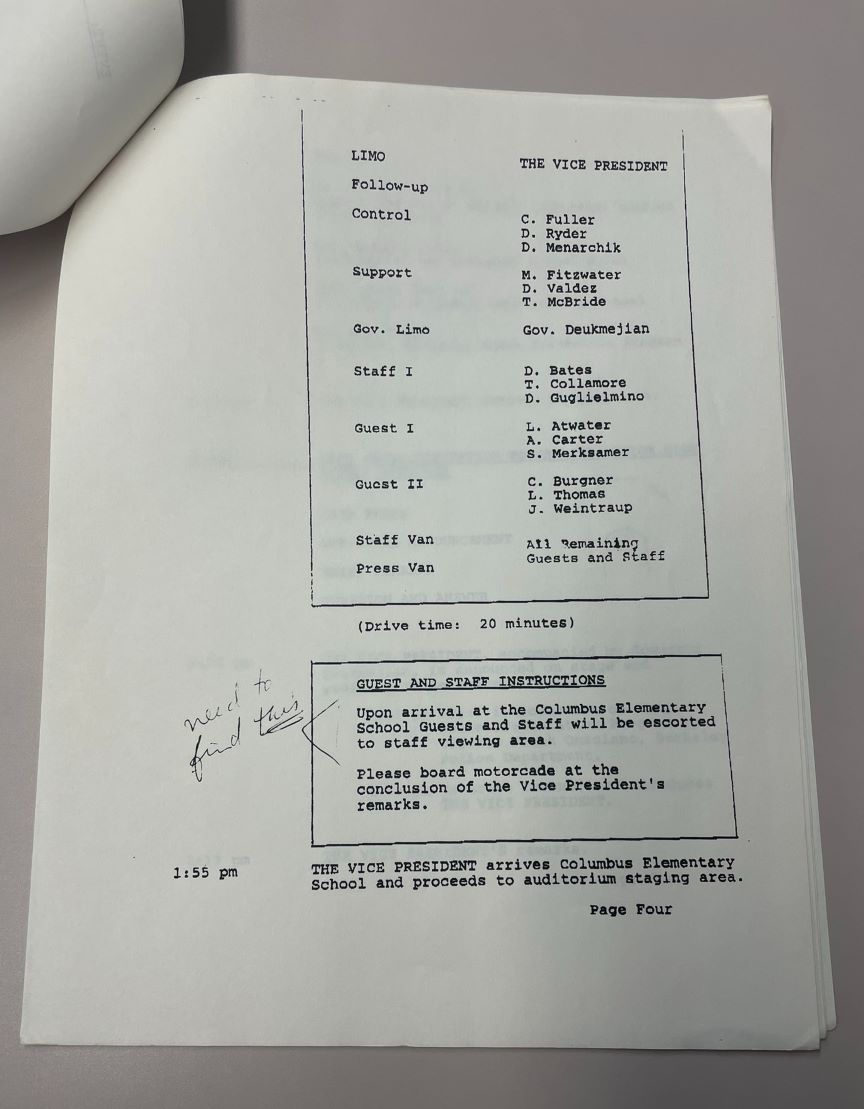 LIMO THE VICE PRESIDENT
Follow-up
Control C. Fuller
D. Ryder
D. Menarchik
Support M. Fitzwater
D. Valdez
T. McBride
Gov. Limo Gov. Deukmejian
Staff I D. Bates
T. Collamore
D. Guglielmino
Guest I L. Atwater
A. Carter
S. Merksamer
Guest II C. Burgner
L. Thomas
J. Weintraup
Staff Van All Remaining
Guests and Staff
Press Van
(Drive time: 20 minutes)
GUEST AND STAFF INSTRUCTIONS
need to
find this
Upon arrival at the Columbus Elementary
School Guests and Staff will be escorted
to staff viewing area.
Please board motorcade at the
conclusion of the Vice President's
remarks.
1:55 pm THE VICE PRESIDENT arrives Columbus Elementary
School and proceeds to auditorium staging area.
Page Four